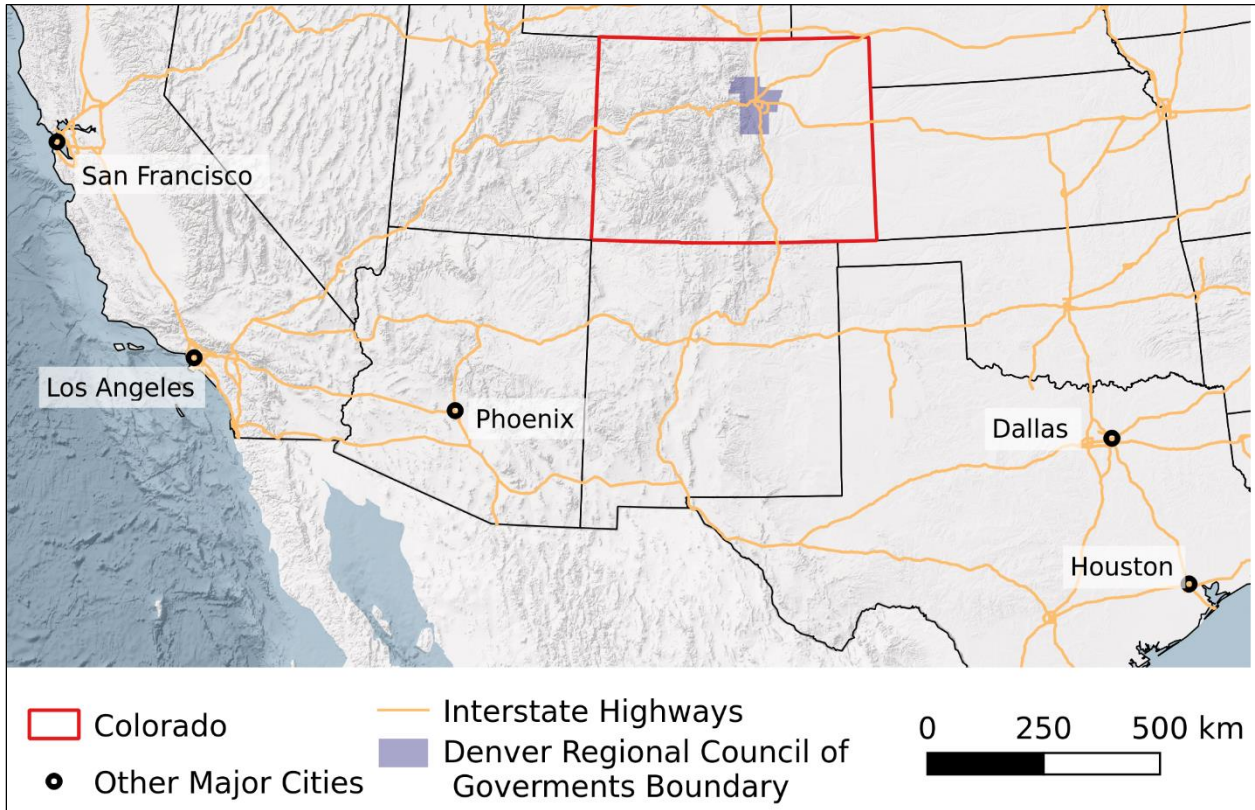 San Francisco
Los Angeles
Phoenix
Dallas
Houston
Colorado
Other Major Cities
Interstate Highways
Denver Regional Council of
Goverments Boundary
0 250 500 km